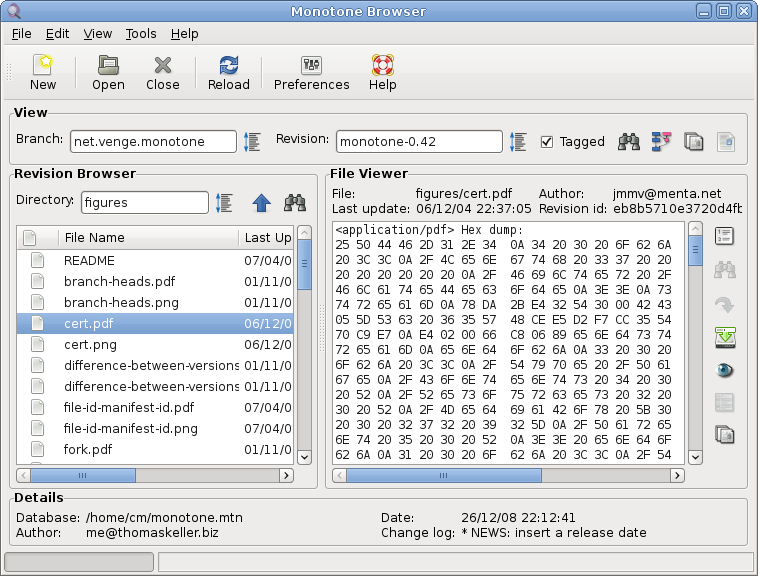 Monotone Browser
File Edit View Tools Help
New Open Close Reload Preferences Help
View
Branch: net.venge.monotone Revision: monotone-0.42 Tagged
Revision Browser
Directory: figures
File Name Last Up
README 07/04/0
branch-heads.pdf 01/11/0
branch-heads.png 01/11/0
cert.pdf 06/12/0
cert.png 06/12/0
difference-between-versions 01/11/0
difference-between-versions 01/11/0
file-id-manifest-id.pdf 07/04/0
file-id-manifest-id.png 07/04/0
fork.pdf 01/11/0
File Viewer
File: figures/cert.pdf Author: jmmv@menta.net
Last update: 06/12/04 22:37:05 Revision id: eb8b5710e3720d4fb
<application/pdf> Hex dump:
25 50 44 46 2D 31 2E 34 0A 34 20 30 20 6F 62 6A
20 3C 3C 0A 2F 4C 65 6E 67 74 68 20 33 37 20 20
20 20 20 20 20 20 0A 2F 46 69 6C 74 65 72 20 2F
46 6C 61 74 65 44 65 63 6F 64 65 0A 3E 3E 0A 73
74 72 65 61 6D 0A 78 DA 2B E4 32 54 30 00 42 43
05 5D 53 63 20 36 35 57 48 CE E5 D2 F7 CC 35 54
70 C9 E7 0A E4 02 00 66 C8 06 89 65 6E 64 73 74
72 65 61 6D 0A 65 6E 64 6F 62 6A 0A 33 20 30 20
6F 62 6A 20 3C 3C 0A 2F 54 79 70 65 20 2F 50 61
67 65 0A 2F 43 6F 6E 74 65 6E 74 73 20 34 20 30
20 52 0A 2F 52 65 73 6F 75 72 63 65 73 20 32 20
30 20 52 0A 2F 4D 65 64 69 61 42 6F 78 20 5B 30
20 30 20 32 37 32 20 39 32 5D 0A 2F 50 61 72 65
6E 74 20 35 20 30 20 52 0A 3E 3E 20 65 6E 64 6F
62 6A 0A 31 20 30 20 6F 62 6A 20 3C 3C 0A 2F 54
Details
Database: /home/cm/monotone.mtn Date: 26/12/08 22:12:41
Author: me@thomaskeller.biz Change log: * NEWS: insert a release date